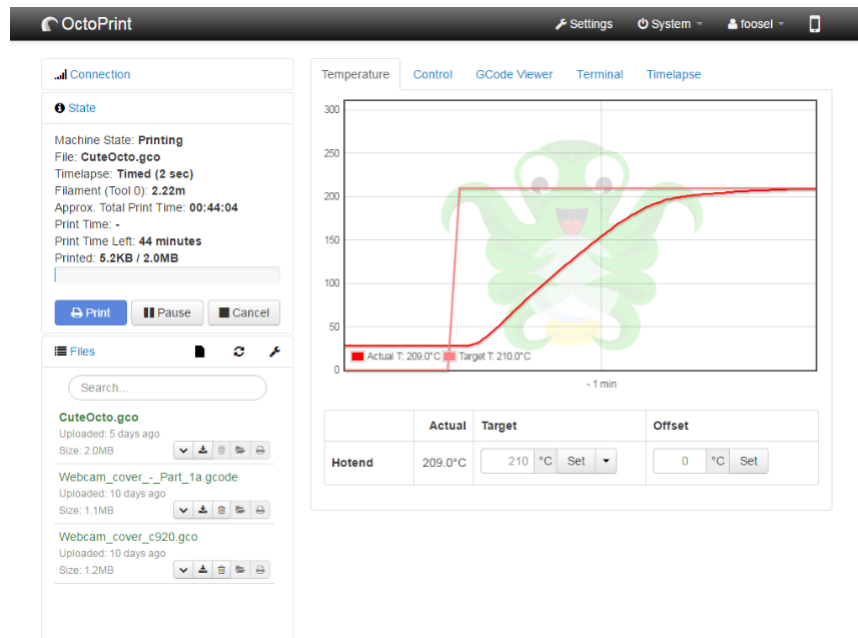 OctoPrint
Settings
System
foosel
Connection
State
Machine State: Printing
File: CuteOcto.gco
Timelapse: Timed (2 sec)
Filament (Tool 0): 2.22m
Approx. Total Print Time: 00:44:04
Print Time: -
Print Time Left: 44 minutes
Printed: 5.2KB / 2.0MB
Print
Pause
Cancel
Files
Search...
CuteOcto.gco
Uploaded: 5 days ago
Size: 2.0MB
Webcam_cover_-_Part_1a.gcode
Uploaded: 10 days ago
Size: 1.1MB
Webcam_cover_c920.gco
Uploaded: 10 days ago
Size: 1.2MB
Temperature
Control
GCode Viewer
Terminal
Timelapse
300
250
200
150
100
50
0
Actual T: 209.0°C
Target T: 210.0°C
- 1 min
Actual
Target
Offset
Hotend
209.0°C
210 °C Set
0 °C Set